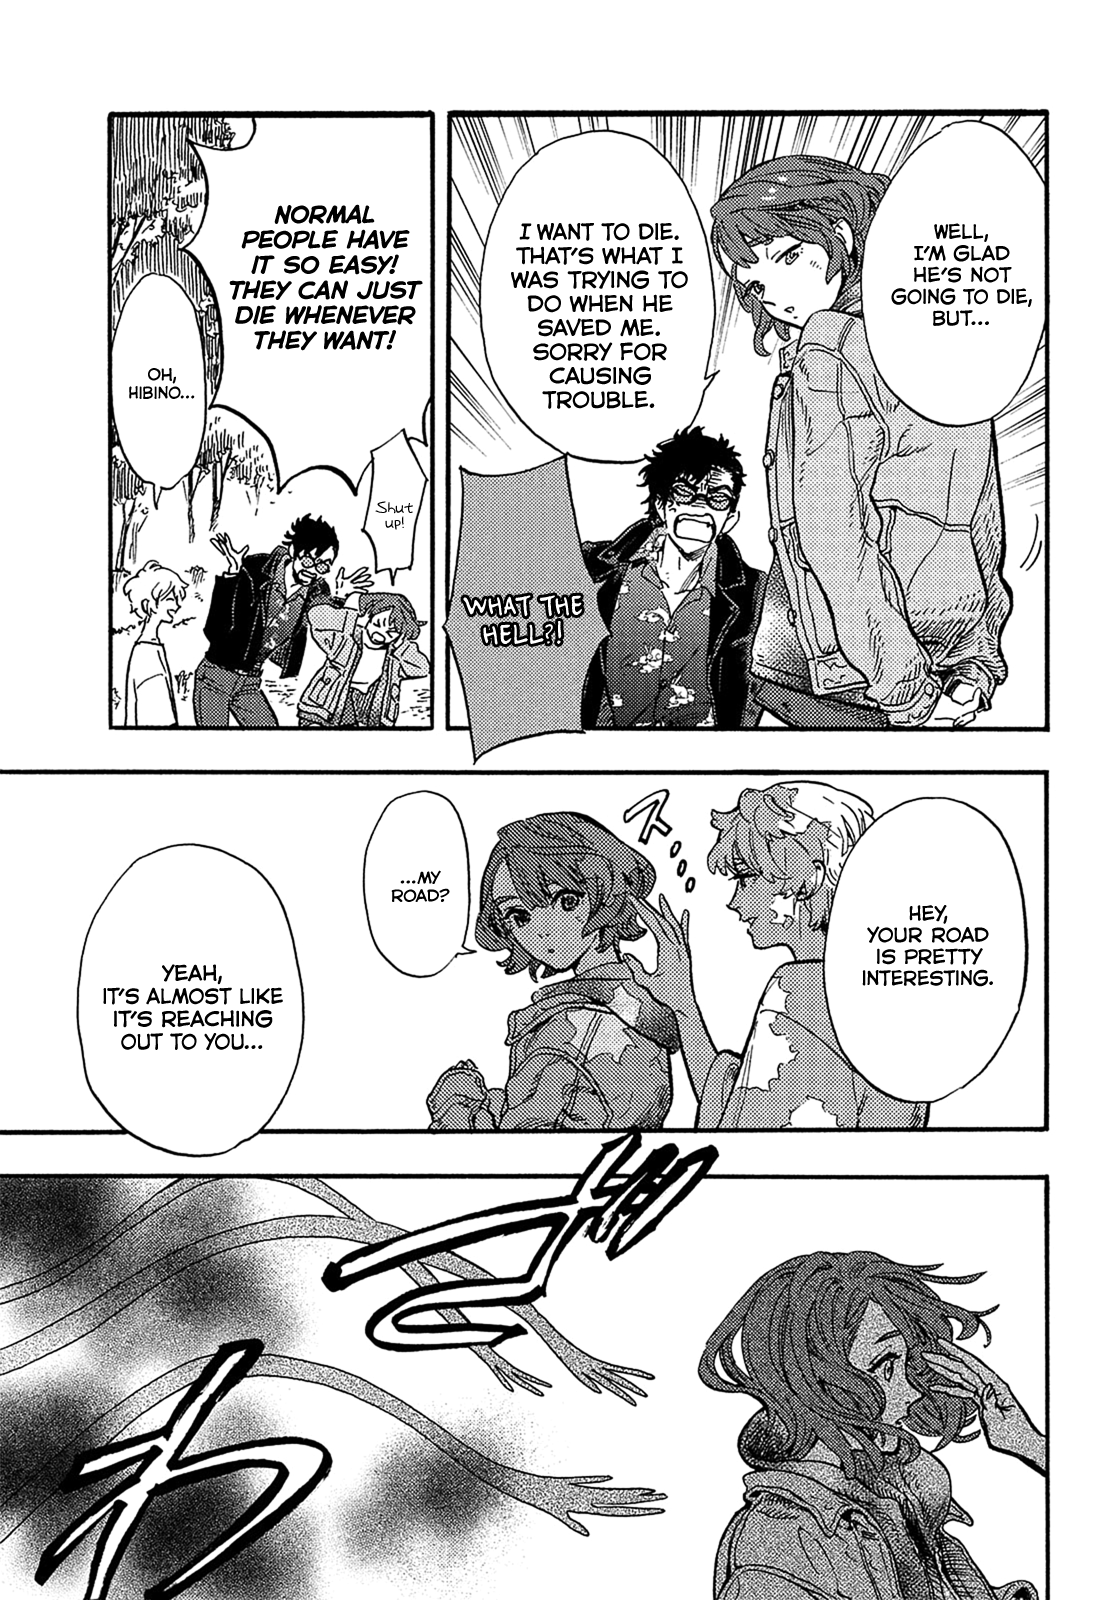 WELL,
I'M GLAD
HE'S NOT
GOING TO DIE,
BUT...
I WANT TO DIE.
THAT'S WHAT I
WAS TRYING TO
DO WHEN HE
SAVED ME.
SORRY FOR
CAUSING
TROUBLE.
WHAT THE
HELL?!
NORMAL
PEOPLE HAVE
IT SO EASY!
THEY CAN JUST
DIE WHENEVER
THEY WANT!
Shut
up!
OH,
HIBINO...
HEY,
YOUR ROAD
IS PRETTY
INTERESTING.
ス...
...MY
ROAD?
YEAH,
IT'S ALMOST LIKE
IT'S REACHING
OUT TO YOU...
ざ
わ